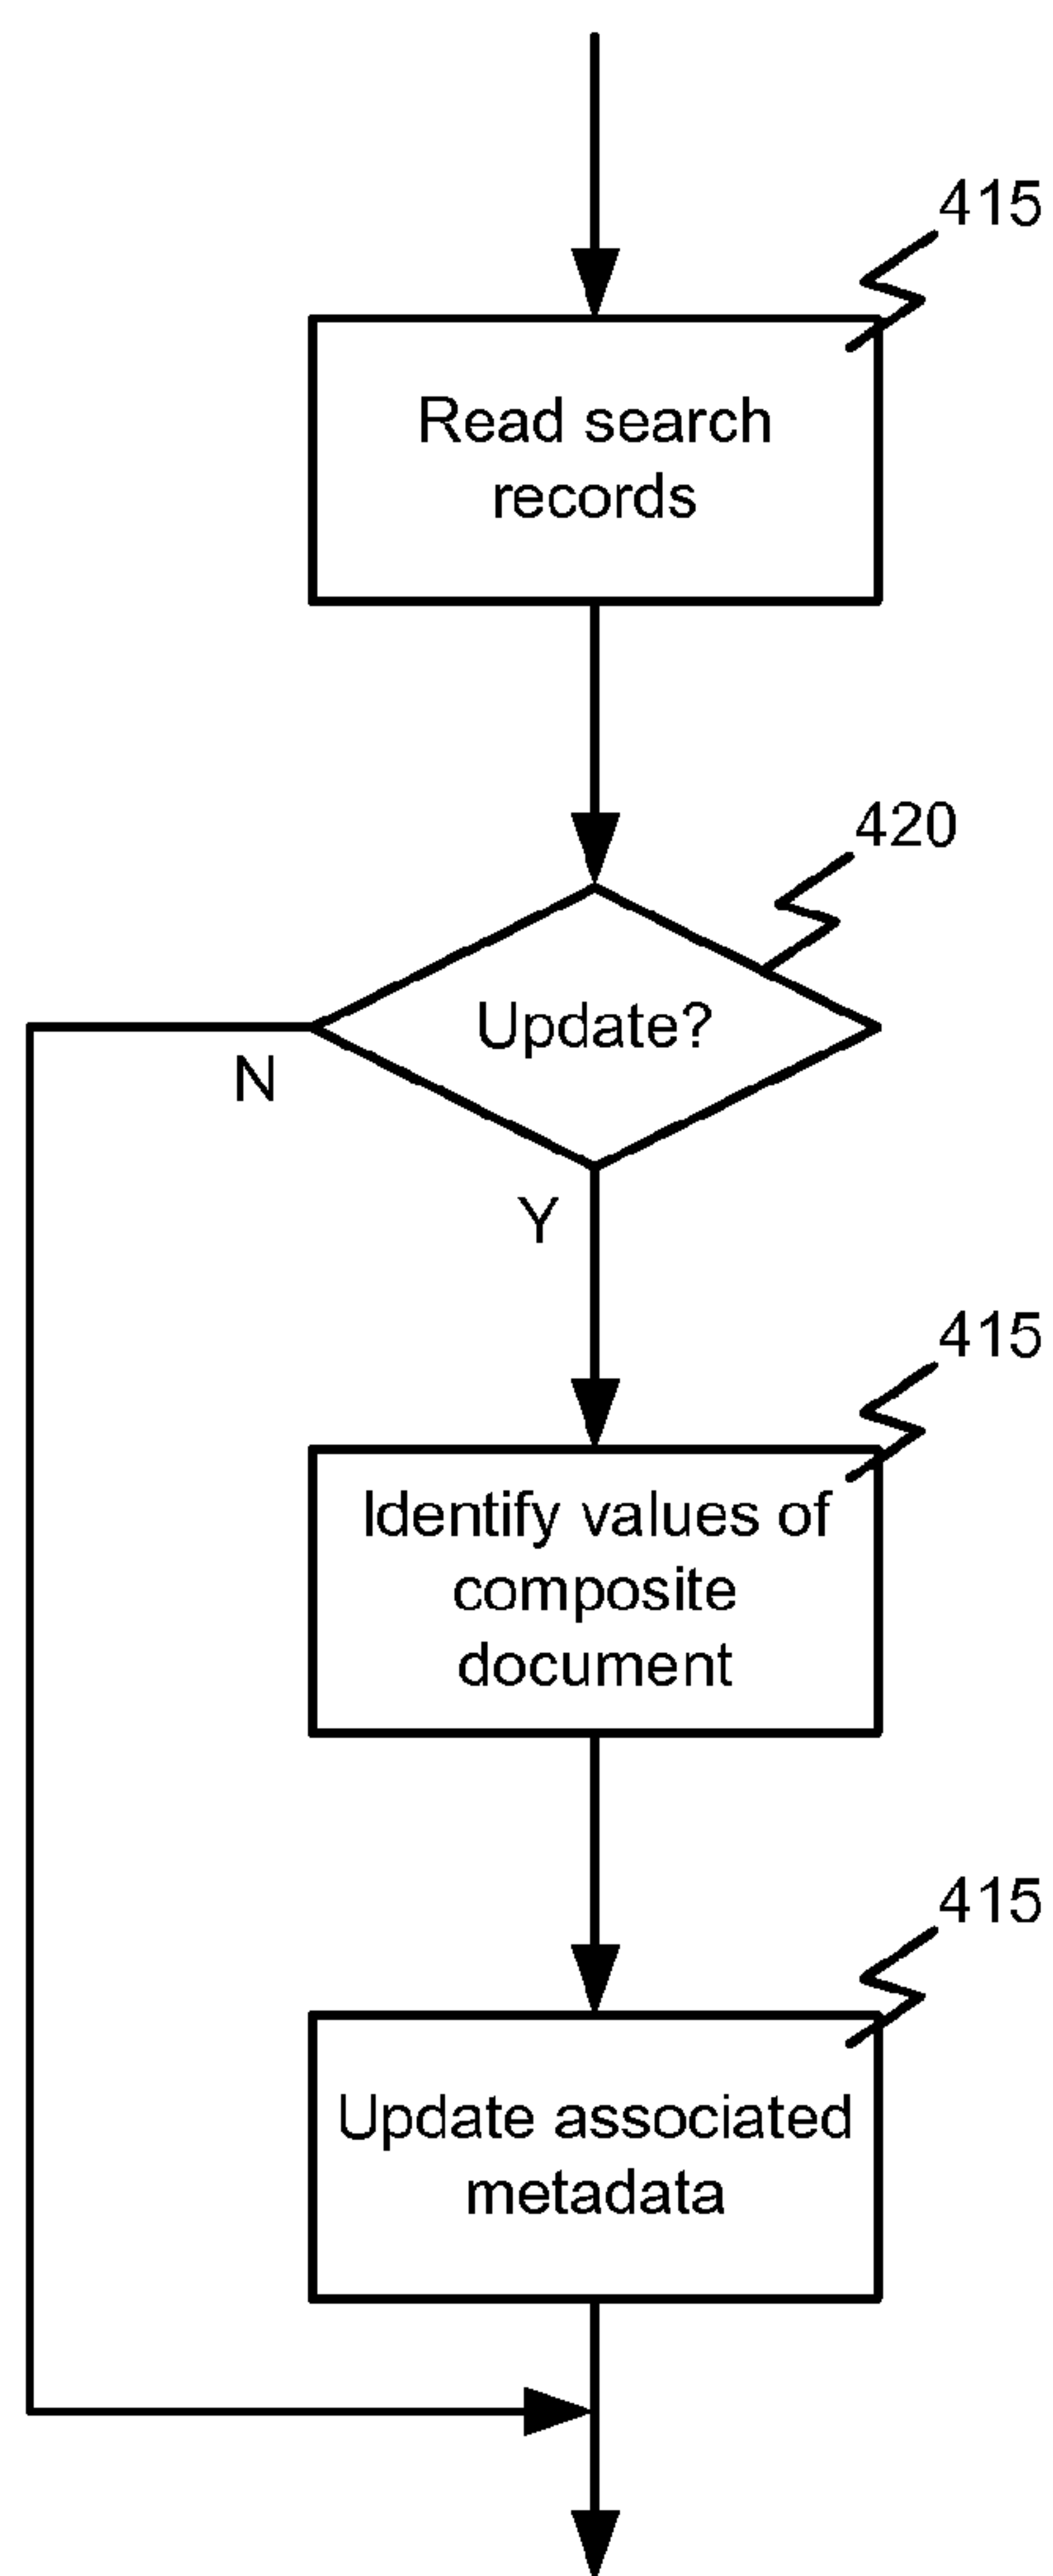 415
Read search
records
420
Update?
N
Y
415
Identify values of
composite
document
415
Update associated
metadata